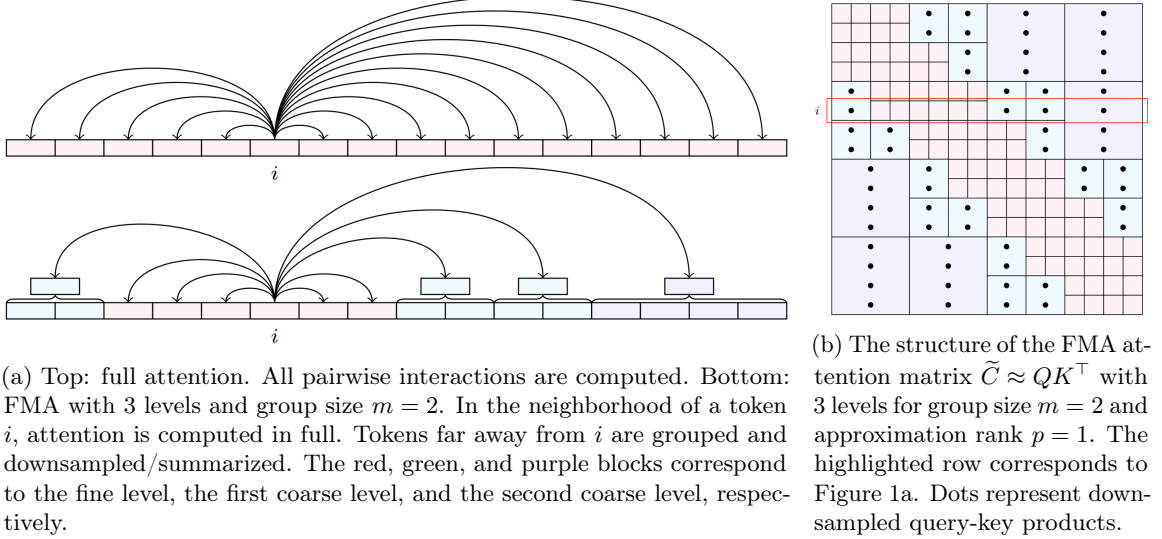 i
i
(a) Top: full attention. All pairwise interactions are computed. Bottom:
FMA with 3 levels and group size m = 2. In the neighborhood of a token
i, attention is computed in full. Tokens far away from i are grouped and
downsampled/summarized. The red, green, and purple blocks correspond
to the fine level, the first coarse level, and the second coarse level, respec-
tively.
i
(b) The structure of the FMA at-
tention matrix C̃ ≈ QK⊤ with
3 levels for group size m = 2 and
approximation rank p = 1. The
highlighted row corresponds to
Figure 1a. Dots represent down-
sampled query-key products.